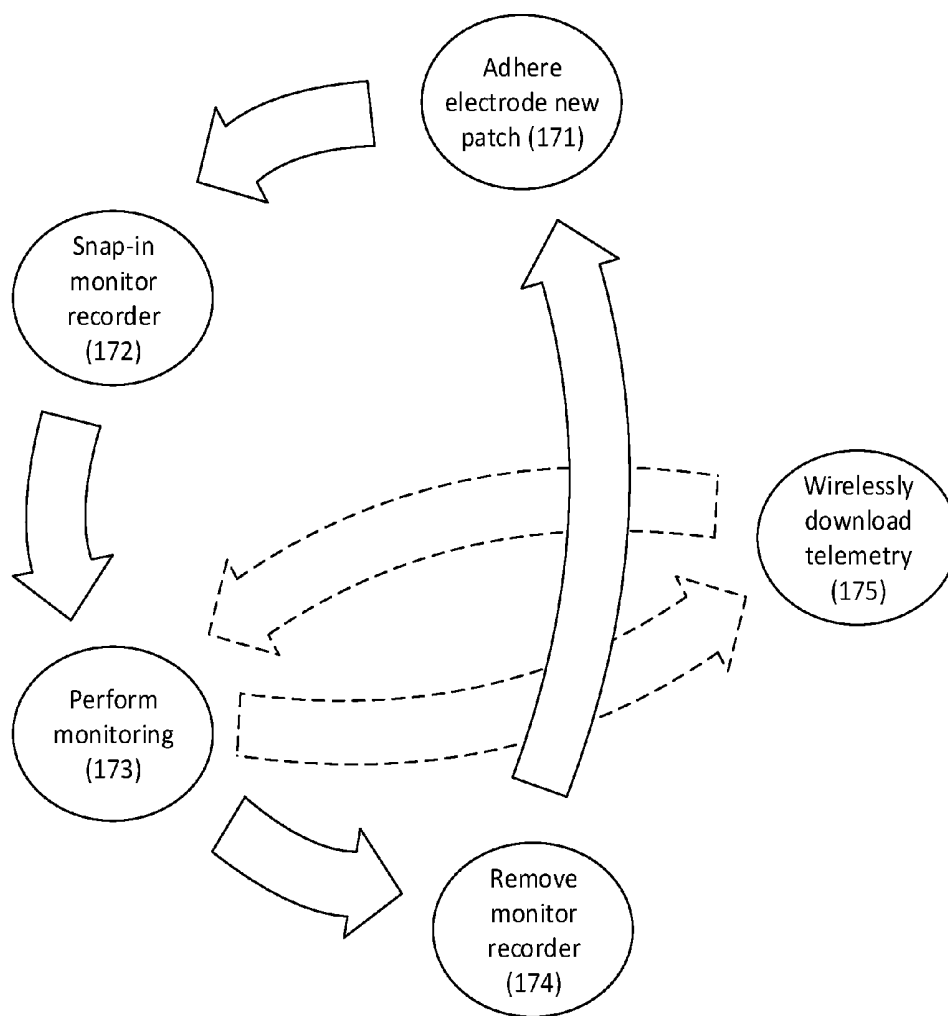 Adhere
electrode new
patch (171)
Snap-in
monitor
recorder
(172)
Wirelessly
download
telemetry
(175)
Perform
monitoring
(173)
Remove
monitor
recorder
(174)